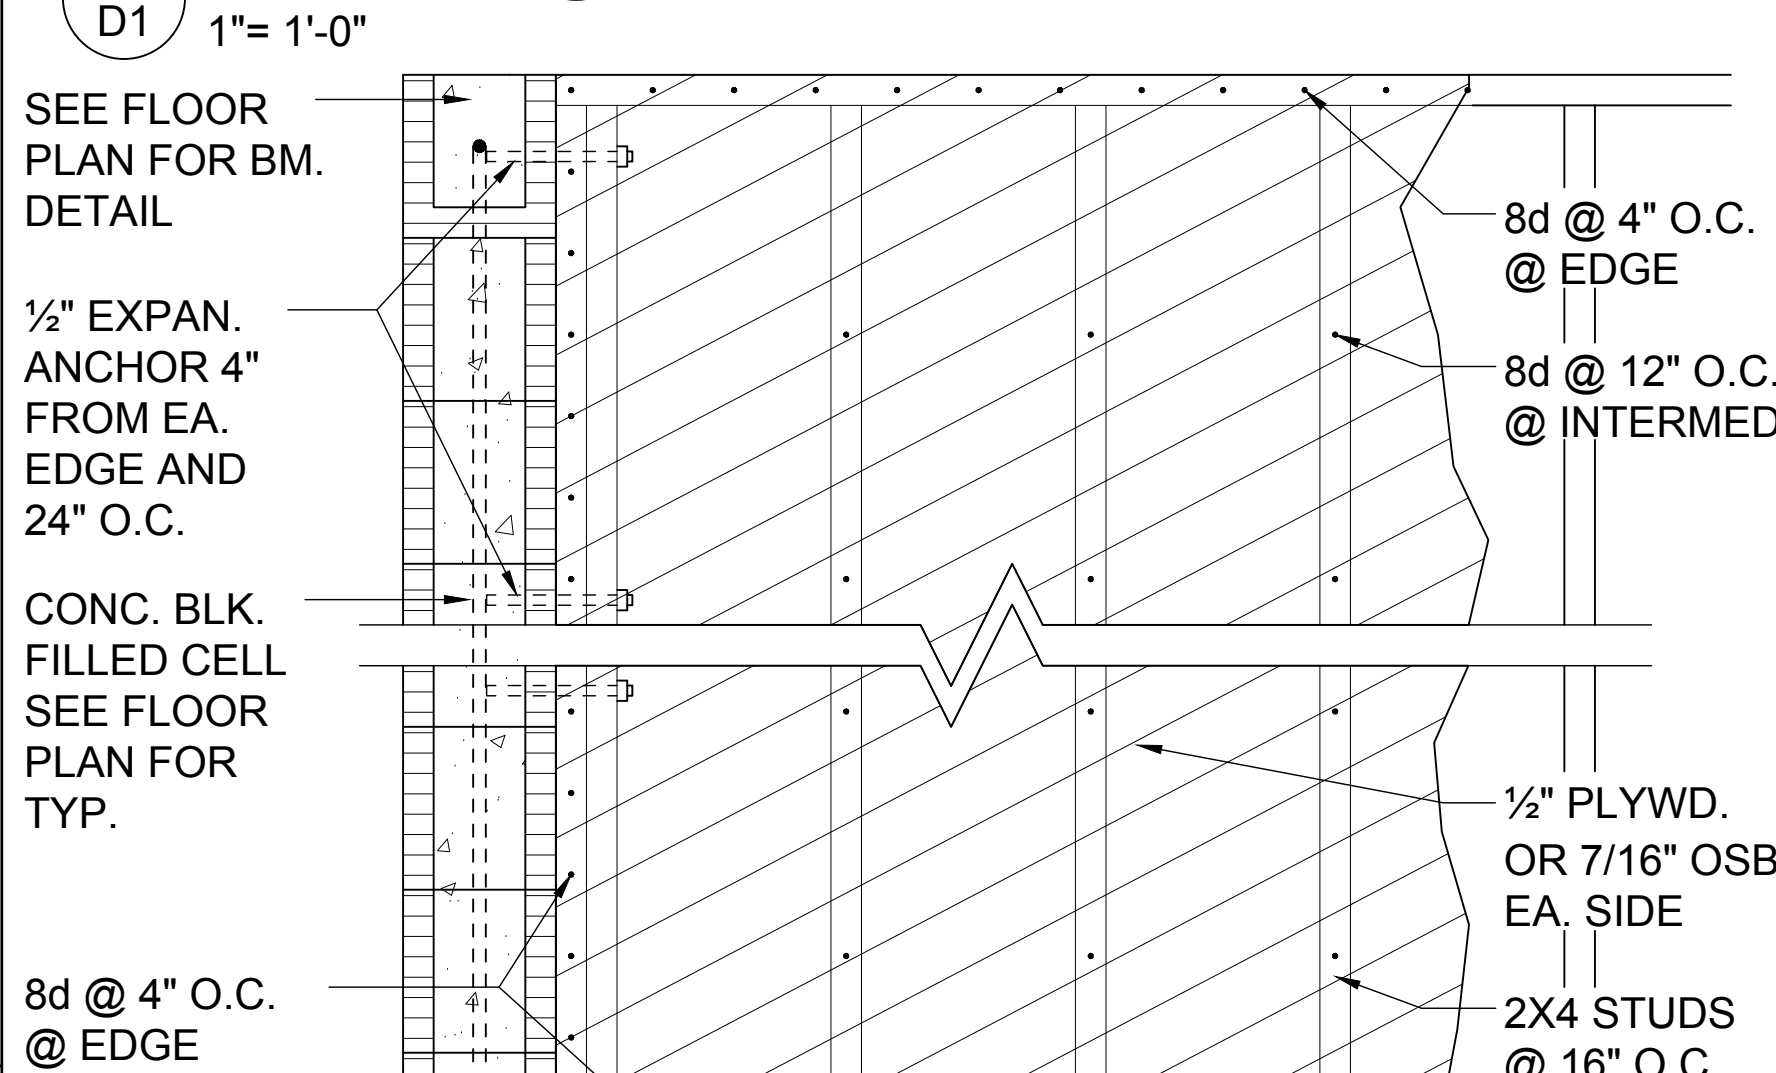 D1
1"= 1'-0"
SEE FLOOR
PLAN FOR BM.
DETAIL
½" EXPAN.
ANCHOR 4"
FROM EA.
EDGE AND
24" O.C.
CONC. BLK.
FILLED CELL
SEE FLOOR
PLAN FOR
TYP.
8d @ 4" O.C.
@ EDGE
8d @ 4" O.C.
@ EDGE
8d @ 12" O.C.
@ INTERMED
½" PLYWD.
OR 7/16" OSB
EA. SIDE
2X4 STUDS
@ 16" O.C.